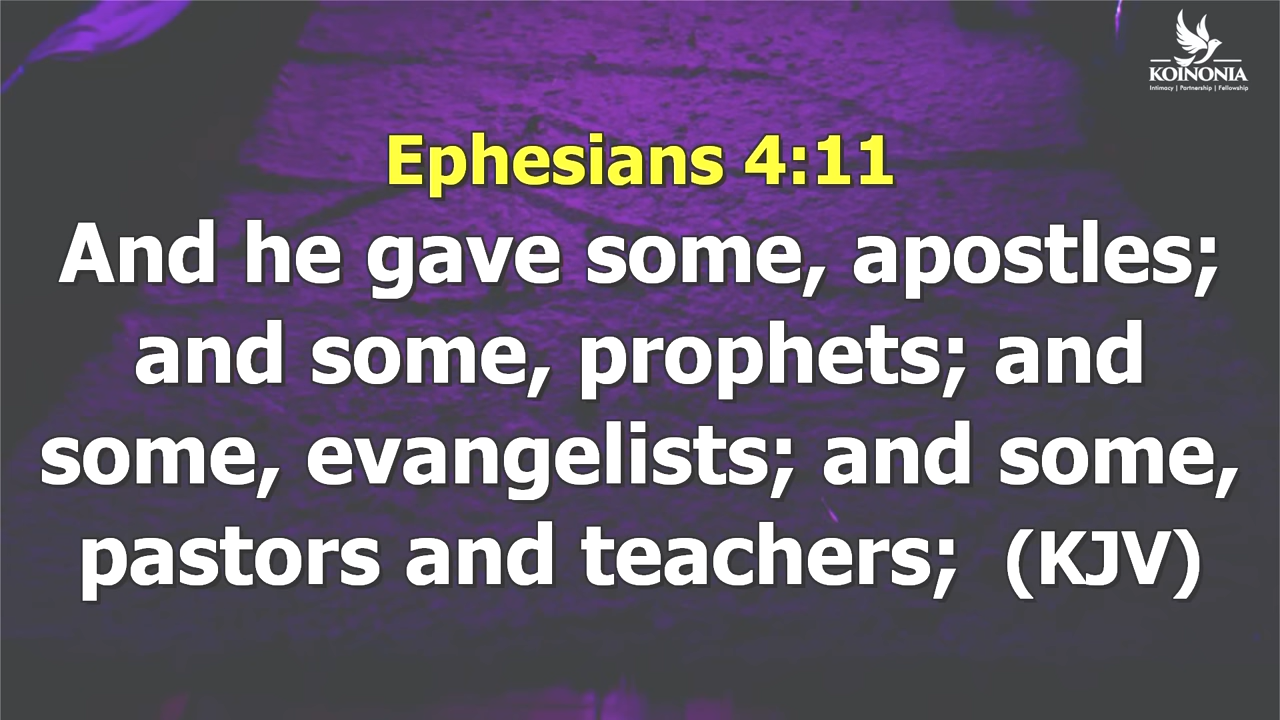 KOINONIA
Intimacy | Partnership | Fellowship
Ephesians 4:11
And he gave some, apostles;
and some, prophets; and
some, evangelists; and some,
pastors and teachers; (KJV)